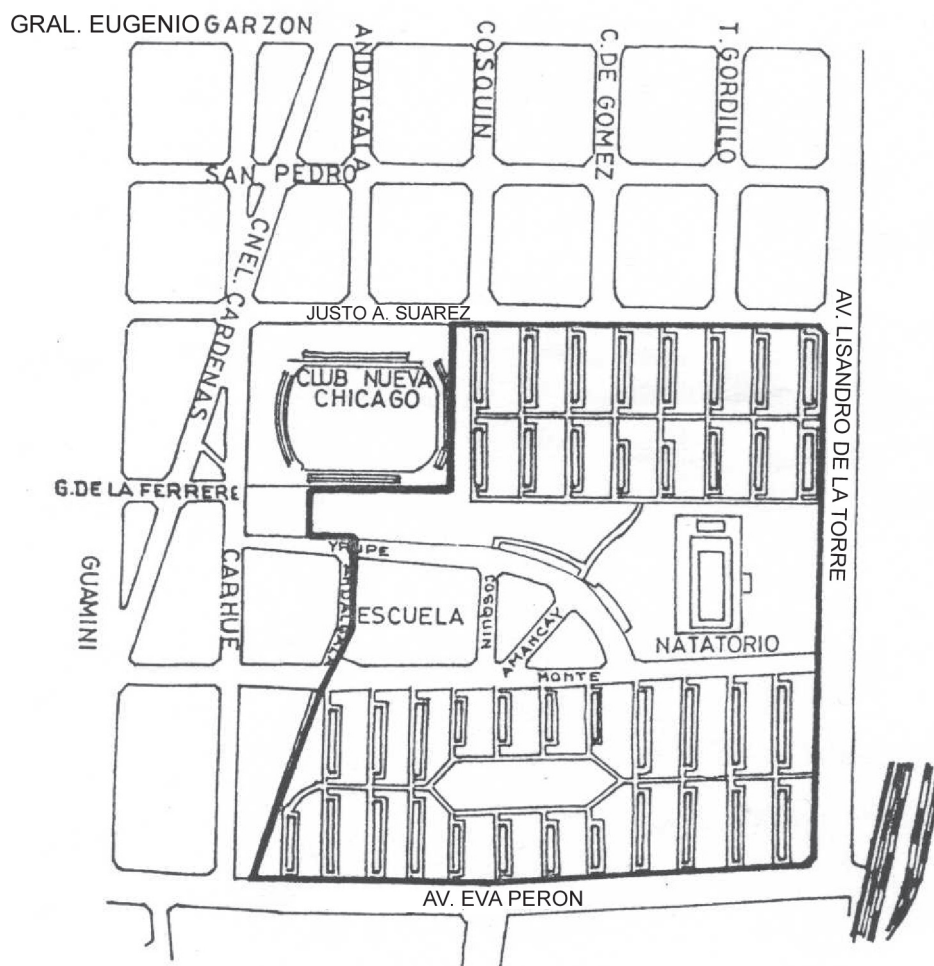 GRAL. EUGENIO GARZON
ANDALGALA
COSQUIN
C. DE GOMEZ
T. GORDILLO
SAN PEDRO
CNEL. CARDENAS
JUSTO A. SUAREZ
AV. LISANDRO DE LA TORRE
CLUB NUEVA
CHICAGO
G. DE LA FERRERE
GUAMINI
CARHUE
YRUPE
ANDALGALA
ESCUELA
COSQUIN
AMANCAY
MONTE
NATATORIO
AV. EVA PERON